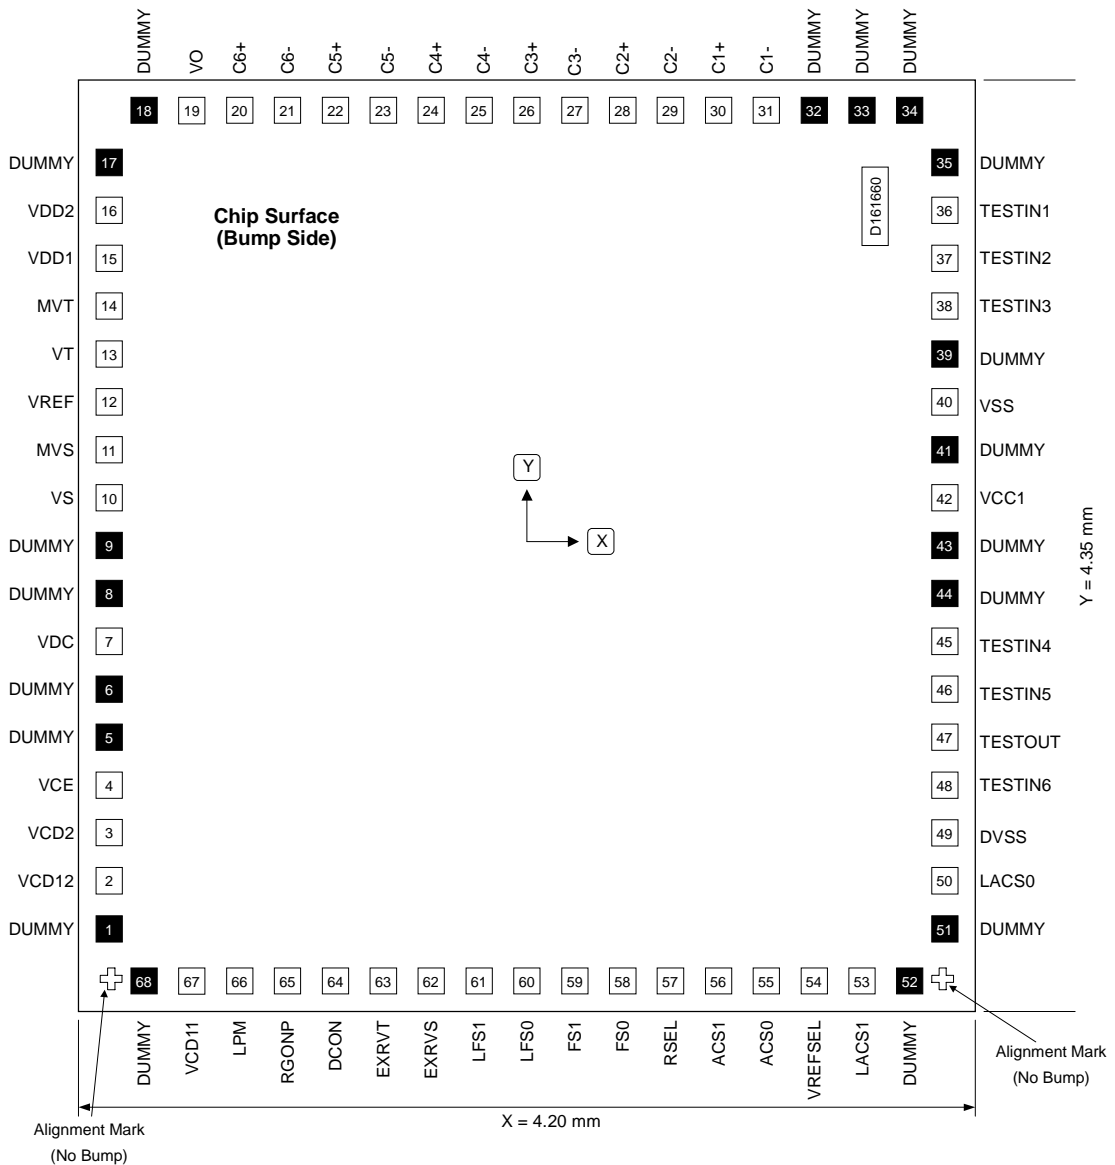 DUMMY VO C6+ C6- C5+ C5- C4+ C4- C3+ C3- C2+ C2- C1+ C1- DUMMY DUMMY DUMMY
18 19 20 21 22 23 24 25 26 27 28 29 30 31 32 33 34
DUMMY 17 35 DUMMY
VDD2 16 36 TESTIN1
D161660
Chip Surface
(Bump Side)
VDD1 15 37 TESTIN2
MVT 14 38 TESTIN3
VT 13 39 DUMMY
VREF 12 40 VSS
MVS 11 41 DUMMY
Y
VS 10 42 VCC1
X
DUMMY 9 43 DUMMY
Y = 4.35 mm
DUMMY 8 44 DUMMY
VDC 7 45 TESTIN4
DUMMY 6 46 TESTIN5
DUMMY 5 47 TESTOUT
VCE 4 48 TESTIN6
VCD2 3 49 DVSS
VCD12 2 50 LACS0
DUMMY 1 51 DUMMY
68 67 66 65 64 63 62 61 60 59 58 57 56 55 54 53 52
DUMMY VCD11 LPM RGONP DCON EXRVT EXRVS LFS1 LFS0 FS1 FS0 RSEL ACS1 ACS0 VREFSEL LACS1 DUMMY
Alignment Mark
(No Bump)
X = 4.20 mm
Alignment Mark
(No Bump)